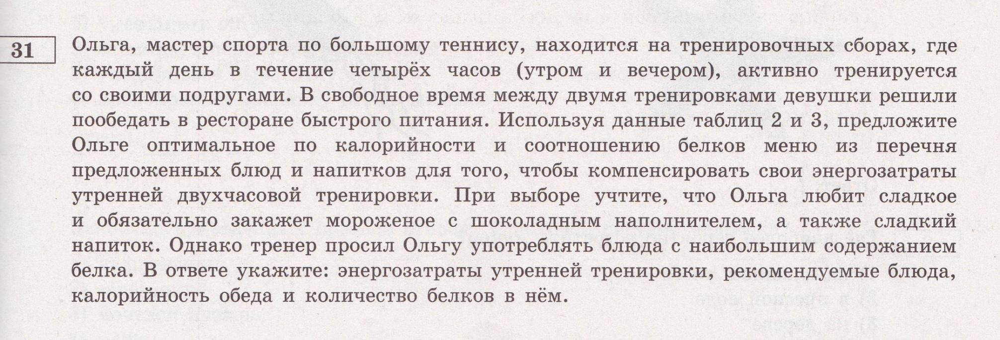 31
Ольга, мастер спорта по большому теннису, находится на тренировочных сборах, где
каждый день в течение четырёх часов (утром и вечером), активно тренируется
со своими подругами. В свободное время между двумя тренировками девушки решили
пообедать в ресторане быстрого питания. Используя данные таблиц 2 и 3, предложите
Ольге оптимальное по калорийности и соотношению белков меню из перечня
предложенных блюд и напитков для того, чтобы компенсировать свои энергозатраты
утренней двухчасовой тренировки. При выборе учтите, что Ольга любит сладкое
и обязательно закажет мороженое с шоколадным наполнителем, а также сладкий
напиток. Однако тренер просил Ольгу употреблять блюда с наибольшим содержанием
белка. В ответе укажите: энергозатраты утренней тренировки, рекомендуемые блюда,
калорийность обеда и количество белков в нём.